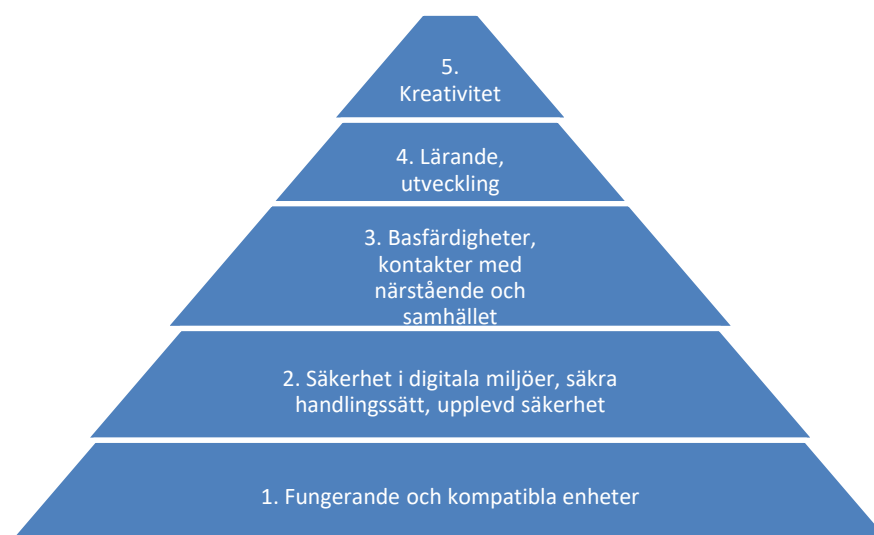 5.
Kreativitet
4. Lärande,
utveckling
3. Basfärdigheter,
kontakter med
närstående och
samhället
2. Säkerhet i digitala miljöer, säkra
handlingssätt, upplevd säkerhet
1. Fungerande och kompatibla enheter